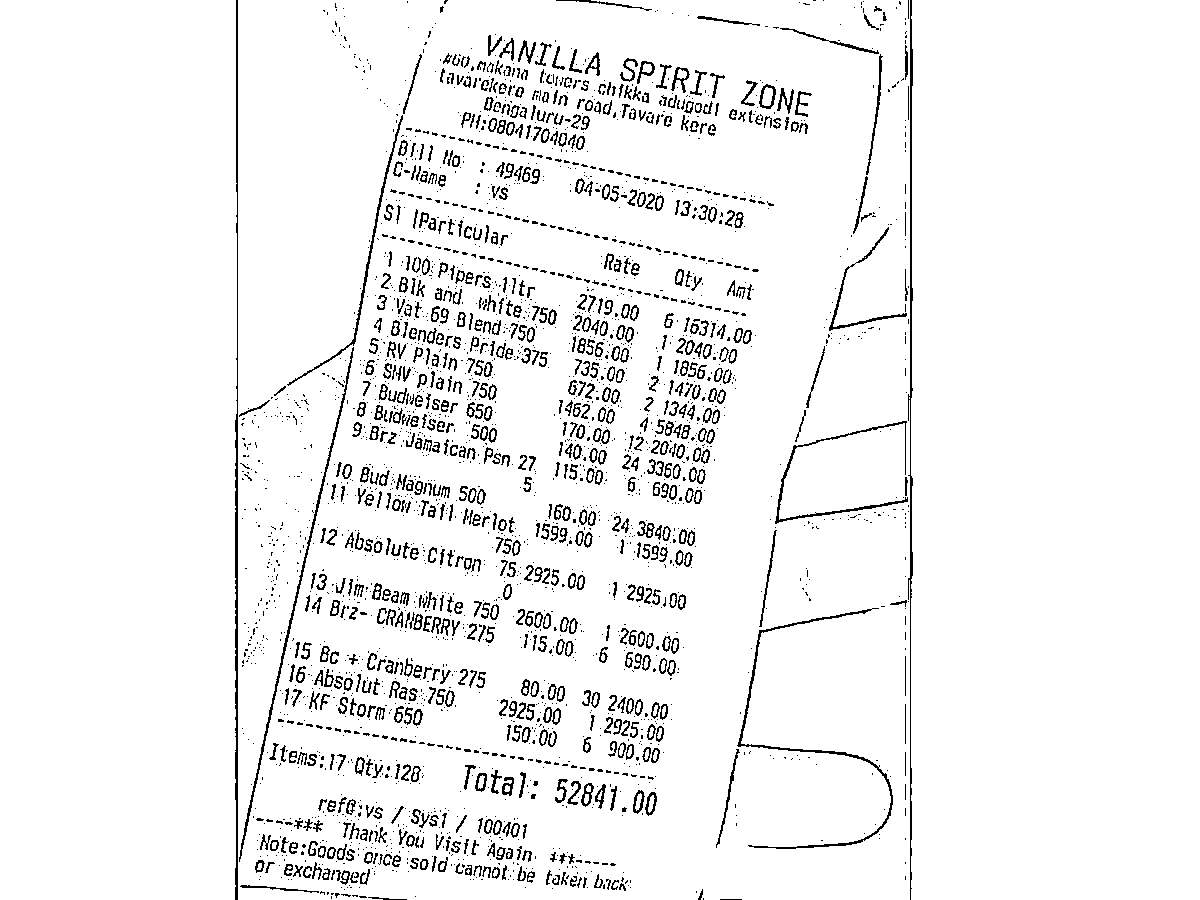 VANILLA SPIRIT ZONE
#60,makana towers chikka adugodi extension
tavarekere main road,Tavare kere
Bengaluru-29
PH:08041704040
Bill No : 49469 04-05-2020 13:30:28
C-Name : vs
Sl |Particular Rate Qty Amt
1 100 Pipers 1ltr 2719.00 6 16314.00
2 Blk and white 750 2040.00 1 2040.00
3 Vat 69 Blend 750 1856.00 1 1856.00
4 Blenders Pride 375 735.00 2 1470.00
5 RV Plain 750 672.00 2 1344.00
6 SNV plain 750 1462.00 4 5848.00
7 Budweiser 650 170.00 12 2040.00
8 Budweiser 500 140.00 24 3360.00
9 Brz Jamaican Psn 27 115.00 6 690.00
5
10 Bud Magnum 500 160.00 24 3840.00
11 Yellow Tail Merlot 1599.00 1 1599.00
750
12 Absolute Citron 75 2925.00 1 2925.00
0
13 Jim Beam white 750 2600.00 1 2600.00
14 Brz- CRANBERRY 275 115.00 6 690.00
15 Bc + Cranberry 275 80.00 30 2400.00
16 Absolut Ras 750 2925.00 1 2925.00
17 KF Storm 650 150.00 6 900.00
Items:17 Qty:128 Total: 52841.00
ref@:vs / Sys1 / 100401
-----*** Thank You Visit Again ***-----
Note:Goods once sold cannot be taken back
or exchanged